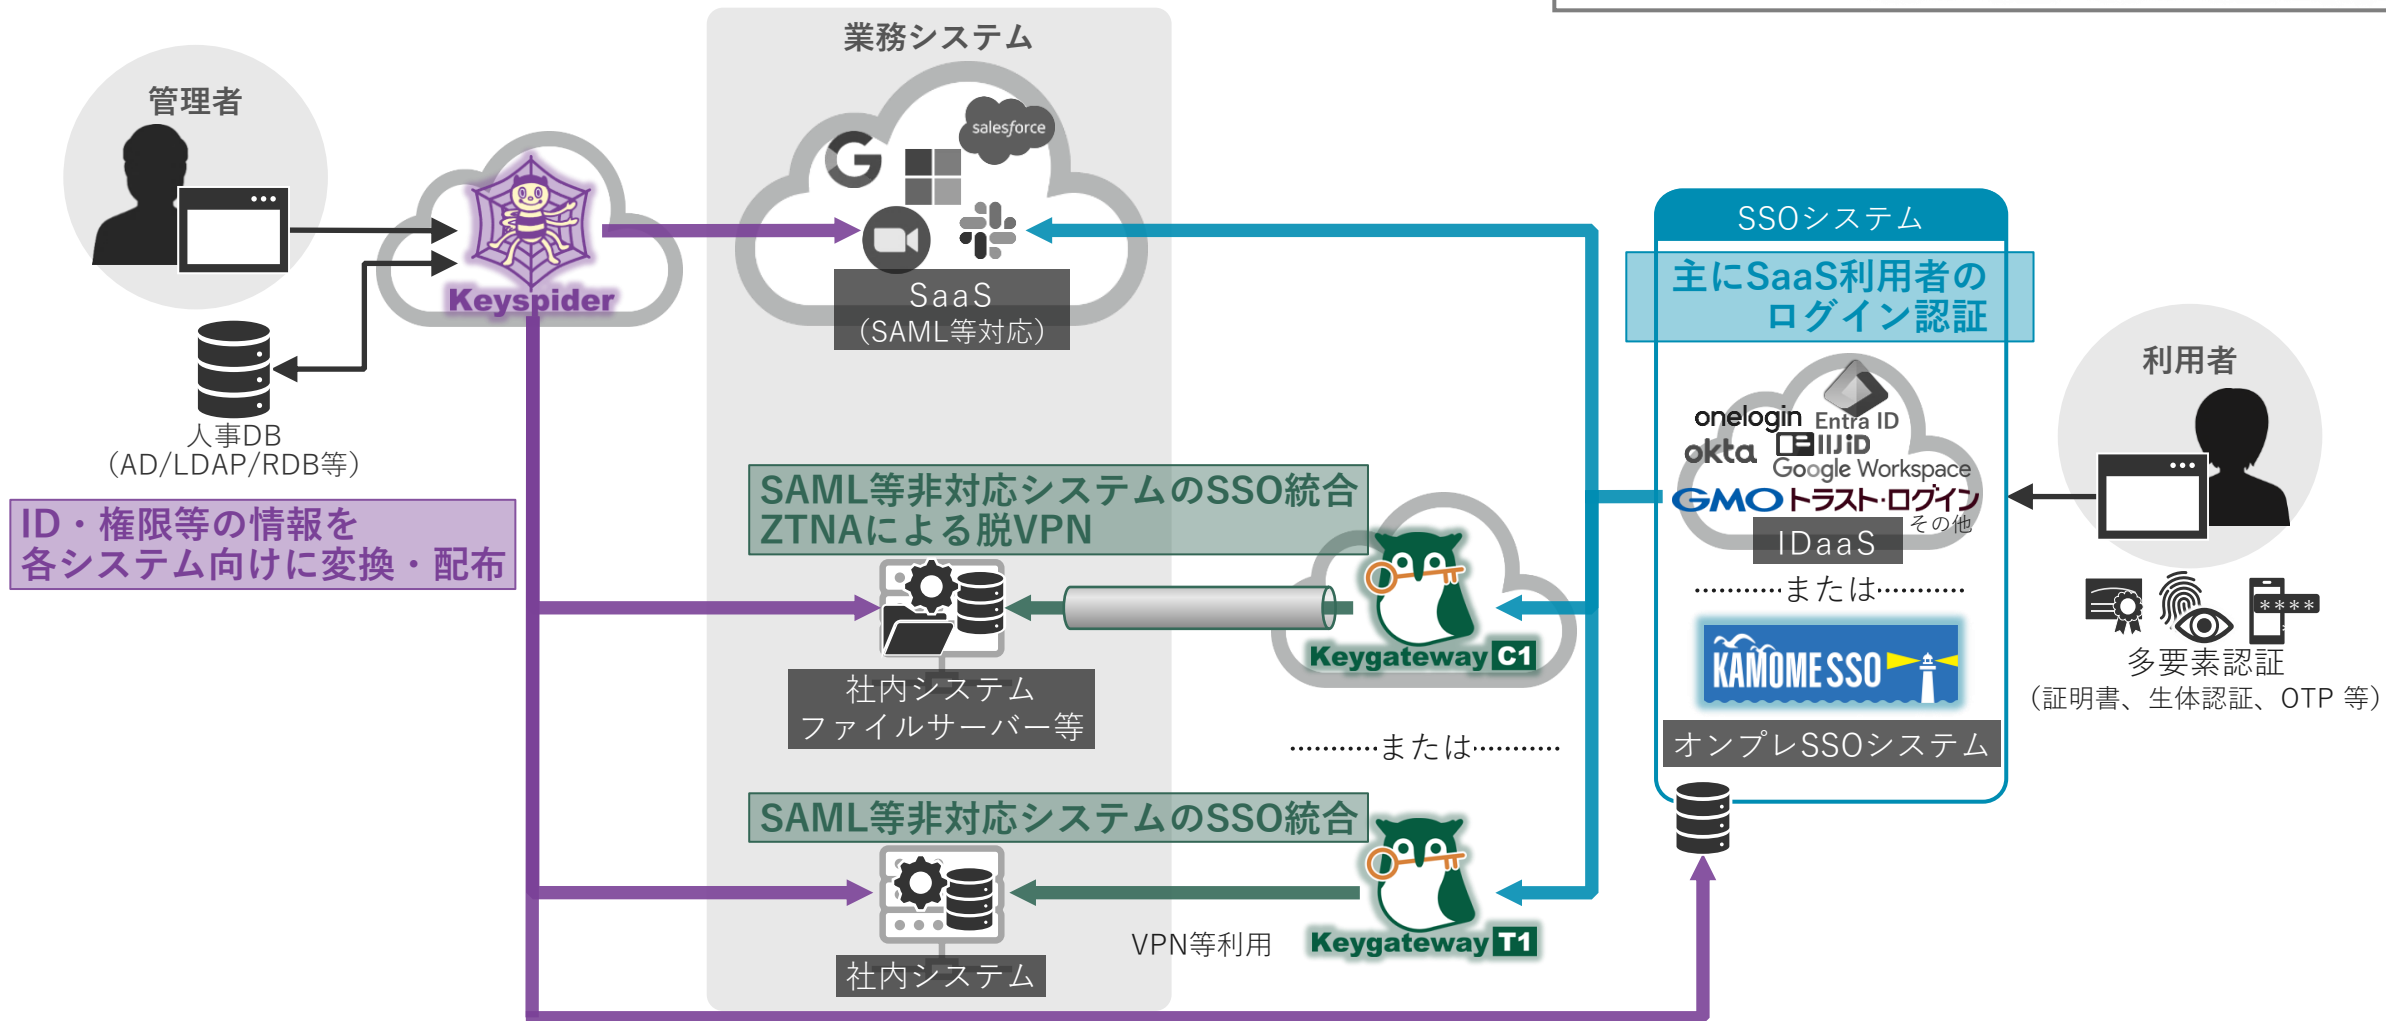 業務システム
管理者
salesforce
Keyspider
SaaS
（SAML等対応）
人事DB
（AD/LDAP/RDB等）
ID・権限等の情報を
各システム向けに変換・配布
SAML等非対応システムのSSO統合
ZTNAによる脱VPN
社内システム
ファイルサーバー等
Keygateway C1
または
SAML等非対応システムのSSO統合
社内システム
VPN等利用
Keygateway T1
SSOシステム
主にSaaS利用者の
ログイン認証
onelogin
Entra ID
okta
IIJiD
Google Workspace
GMOトラスト・ログイン
その他
IDaaS
または
KAMOME SSO
オンプレSSOシステム
利用者
****
多要素認証
（証明書、生体認証、OTP 等）